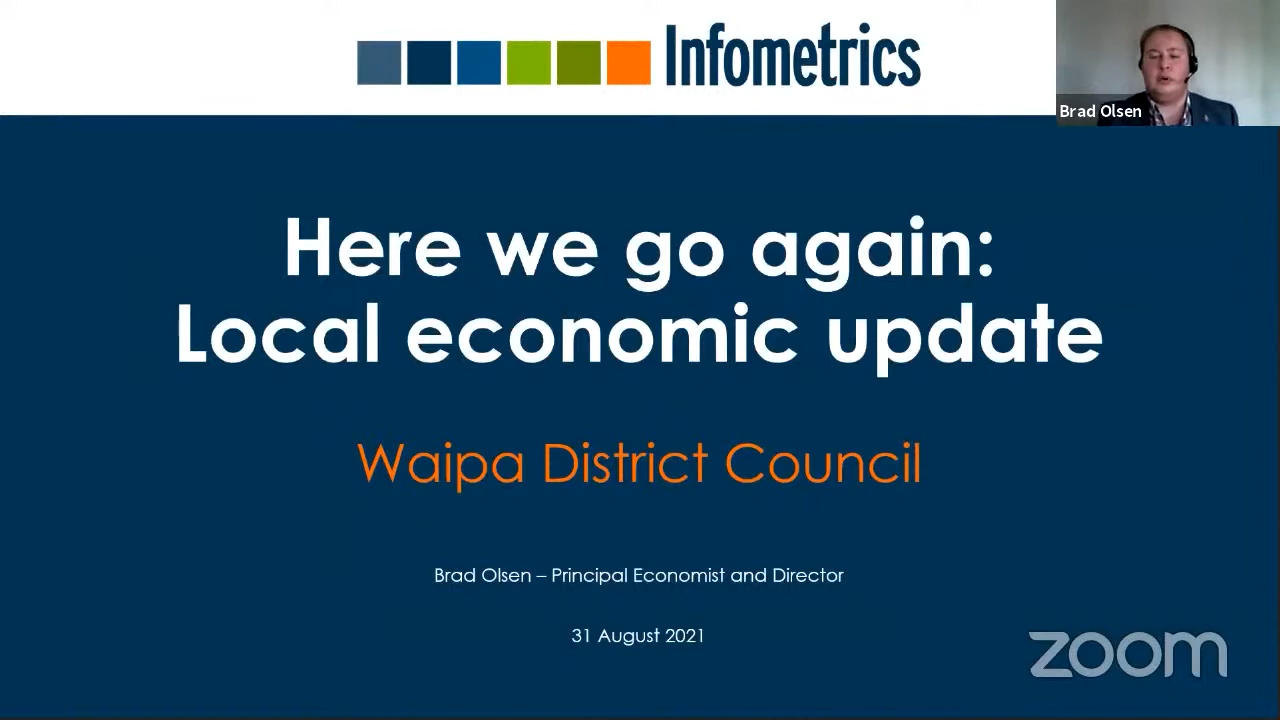 Infometrics
Brad Olsen
Here we go again:
Local economic update
Waipa District Council
Brad Olsen – Principal Economist and Director
31 August 2021
zoom